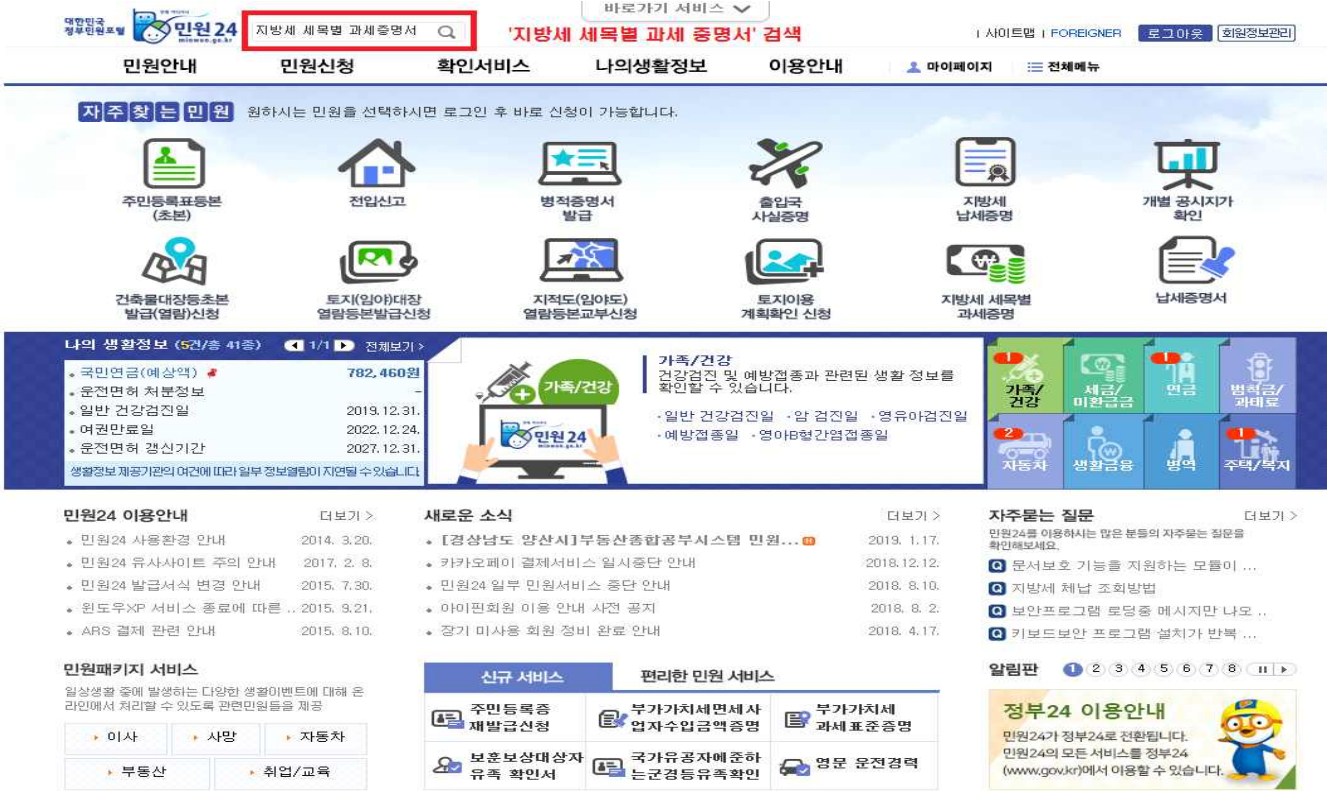 바로가기 서비스
대한민국
정부민원포털
민원24
minwon.go.kr
지방세 세목별 과세증명서
'지방세 세목별 과세 증명서' 검색
사이트맵 | FOREIGNER 로그아웃 회원정보관리
민원안내 민원신청 확인서비스 나의생활정보 이용안내 마이페이지 전체메뉴
자주찾는민원 원하시는 민원을 선택하시면 로그인 후 바로 신청이 가능합니다.
주민등록표등본
(초본)
전입신고
병적증명서
발급
출입국
사실증명
지방세
납세증명
개별 공시지가
확인
건축물대장등초본
발급(열람)신청
토지(임야)대장
열람등본발급신청
지적도(임야도)
열람등본교부신청
토지이용
계획확인 신청
지방세 세목별
과세증명
납세증명서
나의 생활정보 (5건/총 41종) 1/1 전체보기 >
국민연금(예상액) 782,460원
운전면허 처분정보 -
일반 건강검진일 2019.12.31.
여권만료일 2022.12.24.
운전면허 갱신기간 2027.12.31.
생활정보 제공기관의 여건에 따라 일부 정보열람이 지연될 수 있습니다.
가족/건강
민원24
minwon.go.kr
가족/건강
건강검진 및 예방접종과 관련된 생활 정보를
확인할 수 있습니다.
·일반 건강검진일 ·암 검진일 ·영유아검진일
·예방접종일 ·영아B형간염접종일
1
가족/
건강
세금/
미환급금
1
연금
범칙금/
과태료
2
자동차
생활금융
병역
1
주택/복지
민원24 이용안내 더보기 >
민원24 사용환경 안내 2014. 3.20.
민원24 유사사이트 주의 안내 2017. 2. 8.
민원24 발급서식 변경 안내 2015. 7.30.
윈도우XP 서비스 종료에 따른 .. 2015. 9.21.
ARS 결제 관련 안내 2015. 8.10.
새로운 소식 더보기 >
[경상남도 양산시]부동산종합공부시스템 민원... 2019. 1.17.
카카오페이 결제서비스 일시중단 안내 2018.12.12.
민원24 일부 민원서비스 중단 안내 2018. 8.10.
아이핀회원 이용 안내 사전 공지 2018. 8. 2.
장기 미사용 회원 정비 완료 안내 2018. 4.17.
자주묻는 질문 더보기 >
민원24를 이용하시는 많은 분들의 자주묻는 질문을
확인해보세요.
Q 문서보호 기능을 지원하는 모듈이 ...
Q 지방세 체납 조회방법
Q 보안프로그램 로딩중 메시지만 나오 ..
Q 키보드보안 프로그램 설치가 반복 ...
민원패키지 서비스
일상생활 중에 발생하는 다양한 생활이벤트에 대해 온
라인에서 처리할 수 있도록 관련민원들을 제공
이사 사망 자동차
부동산 취업/교육
신규 서비스 편리한 민원 서비스
주민등록증
재발급신청
부가가치세면세사
업자수입금액증명
부가가치세
과세표준증명
보훈보상대상자
유족 확인서
국가유공자에준하
는군경등유족확인
영문 운전경력
알림판 1 2 3 4 5 6 7 8
정부24 이용안내
민원24가 정부24로 전환됩니다.
민원24의 모든 서비스를 정부24
(www.gov.kr)에서 이용할 수 있습니다.